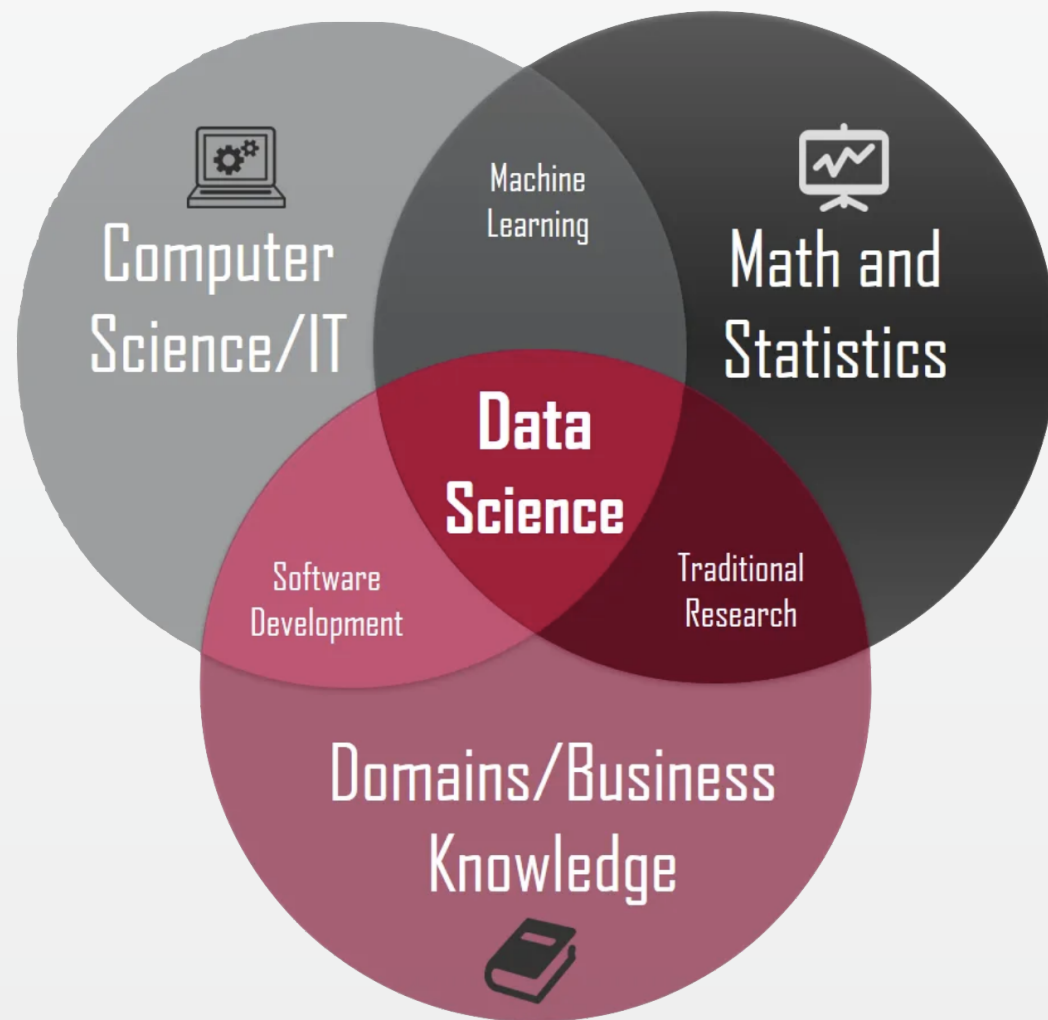 Machine
Learning
Computer
Science/IT
Math and
Statistics
Data
Science
Software
Development
Traditional
Research
Domains/Business
Knowledge